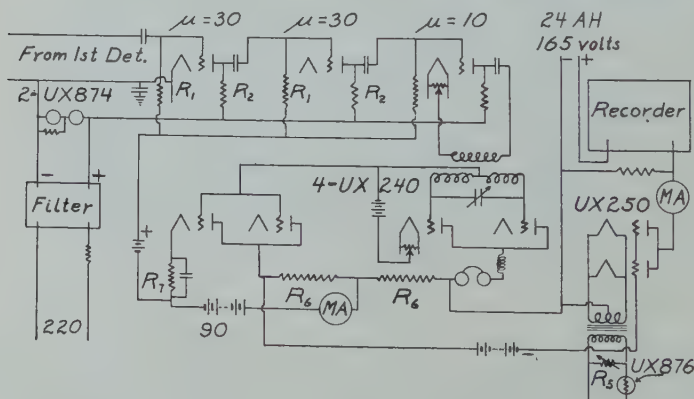 μ=30 μ=30 μ=10 24 AH
165 volts
From 1st Det.
- +
R1 R2 R1 R2
Recorder
2-UX874
- +
Filter
4-UX 240
MA
UX250
+
R7
R6 MA R6
90
220
-
UX876
R5